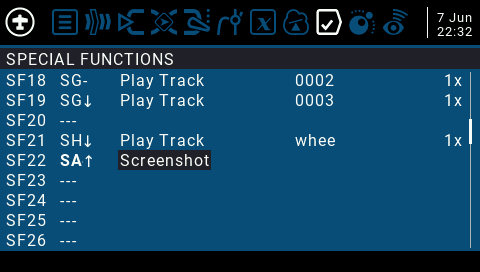 7 Jun
22:32
SPECIAL FUNCTIONS
SF18 SG- Play Track 0002 1x
SF19 SG↓ Play Track 0003 1x
SF20 ---
SF21 SH↓ Play Track whee 1x
SF22 SA↑ Screenshot
SF23 ---
SF24 ---
SF25 ---
SF26 ---